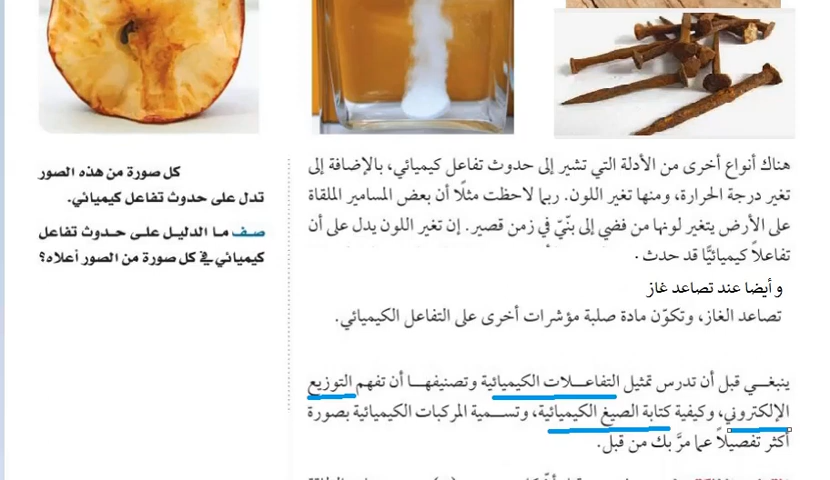 هناك أنواع أخرى من الأدلة التي تشير إلى حدوث تفاعل كيميائي، بالإضافة إلى
تغير درجة الحرارة، ومنها تغير اللون. ربما لاحظت مثلًا أن بعض المسامير الملقاة
على الأرض يتغير لونها من فضي إلى بنّيّ في زمن قصير. إن تغير اللون يدل على أن
تفاعلاً كيميائيًّا قد حدث.
و أيضا عند تصاعد غاز
تصاعد الغاز، وتكوّن مادة صلبة مؤشرات أخرى على التفاعل الكيميائي.
ينبغي قبل أن تدرس تمثيل التفاعلات الكيميائية وتصنيفها أن تفهم التوزيع
الإلكتروني، وكيفية كتابة الصيغ الكيميائية، وتسمية المركبات الكيميائية بصورة
أكثر تفصيلاً عما مرَّ بك من قبل.
كل صورة من هذه الصور
تدل على حدوث تفاعل كيميائي.
صف ما الدليل على حدوث تفاعل
كيميائي في كل صورة من الصور أعلاه؟